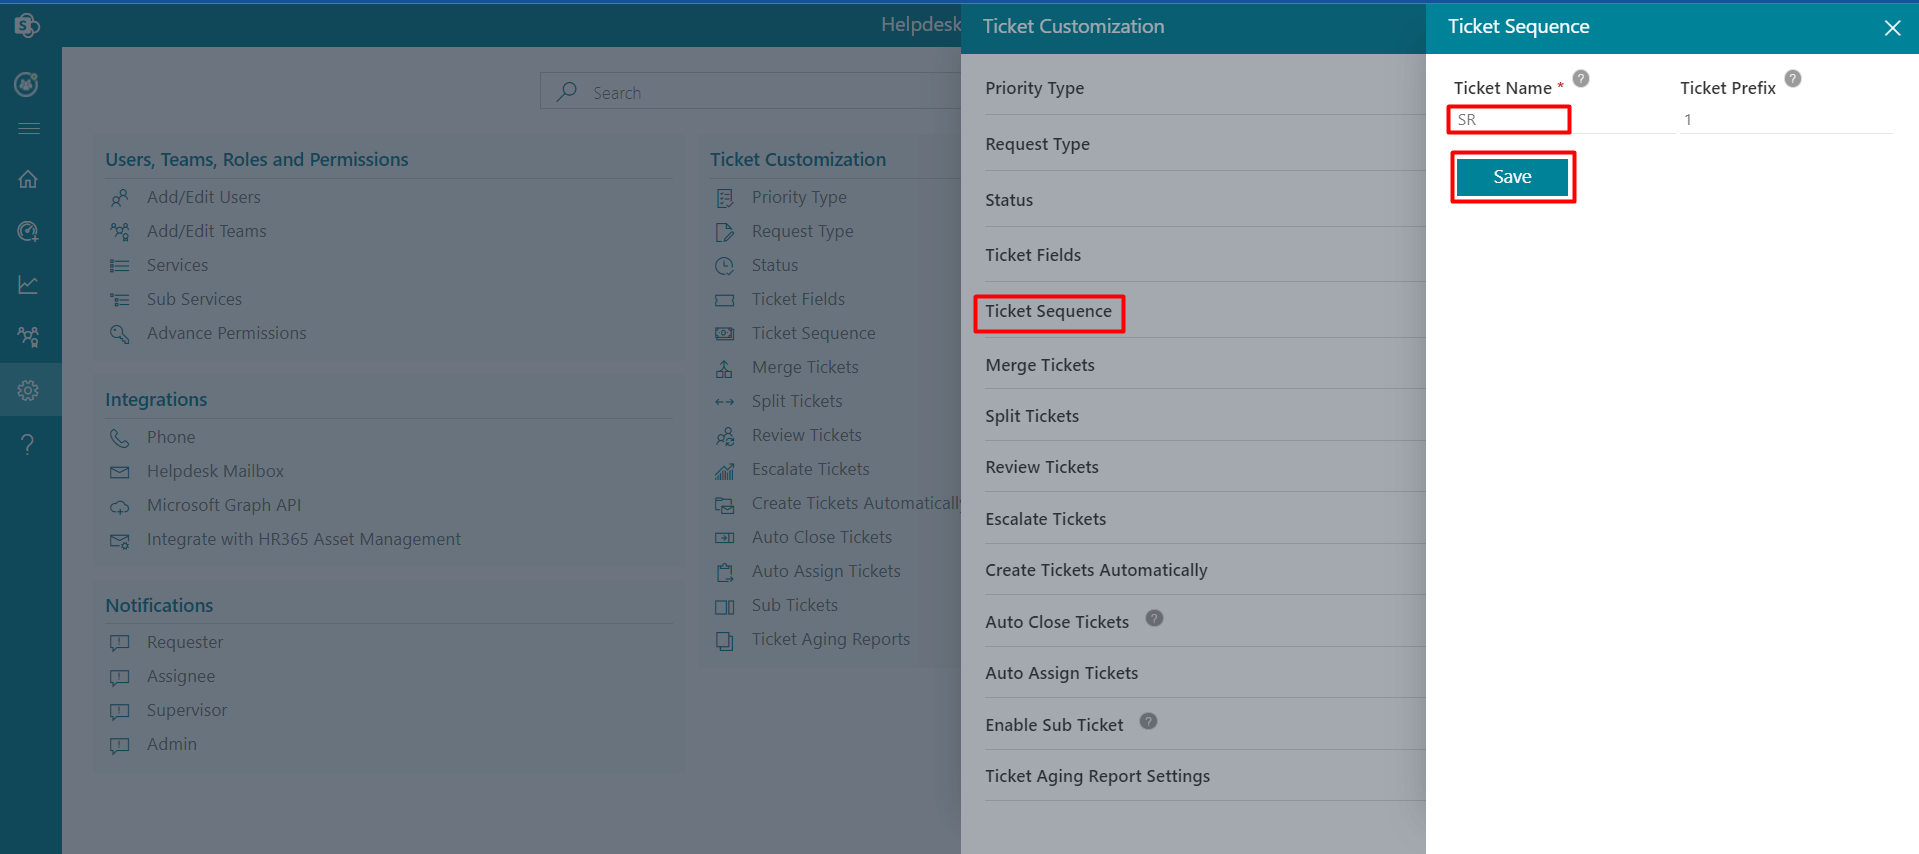 Helpdesk
Search
Users, Teams, Roles and Permissions
Add/Edit Users
Add/Edit Teams
Services
Sub Services
Advance Permissions
Integrations
Phone
Helpdesk Mailbox
Microsoft Graph API
Integrate with HR365 Asset Management
Notifications
Requester
Assignee
Supervisor
Admin
Ticket Customization
Priority Type
Request Type
Status
Ticket Fields
Ticket Sequence
Merge Tickets
Split Tickets
Review Tickets
Escalate Tickets
Create Tickets Automatically
Auto Close Tickets
Auto Assign Tickets
Sub Tickets
Ticket Aging Reports
Ticket Customization
Priority Type
Request Type
Status
Ticket Fields
Ticket Sequence
Merge Tickets
Split Tickets
Review Tickets
Escalate Tickets
Create Tickets Automatically
Auto Close Tickets ?
Auto Assign Tickets
Enable Sub Ticket ?
Ticket Aging Report Settings
Ticket Sequence
Ticket Name * ?
SR
Ticket Prefix ?
1
Save